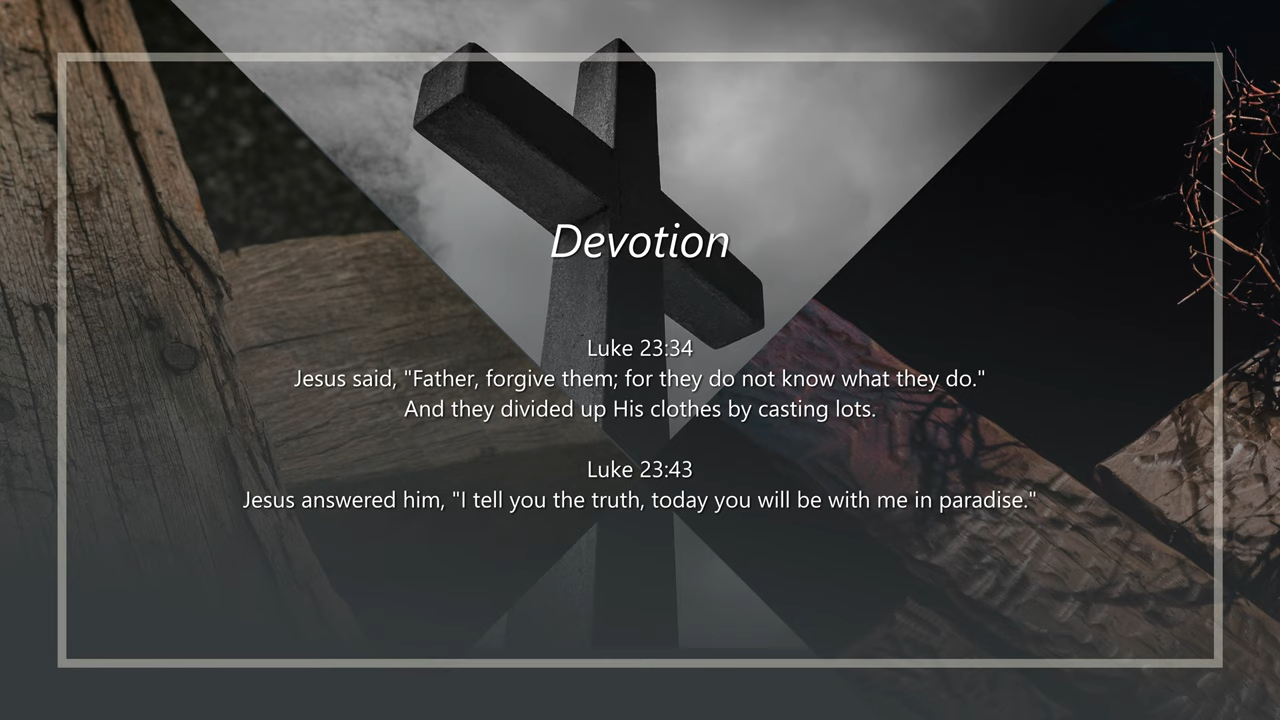 Devotion
Luke 23:34
Jesus said, "Father, forgive them; for they do not know what they do."
And they divided up His clothes by casting lots.
Luke 23:43
Jesus answered him, "I tell you the truth, today you will be with me in paradise."